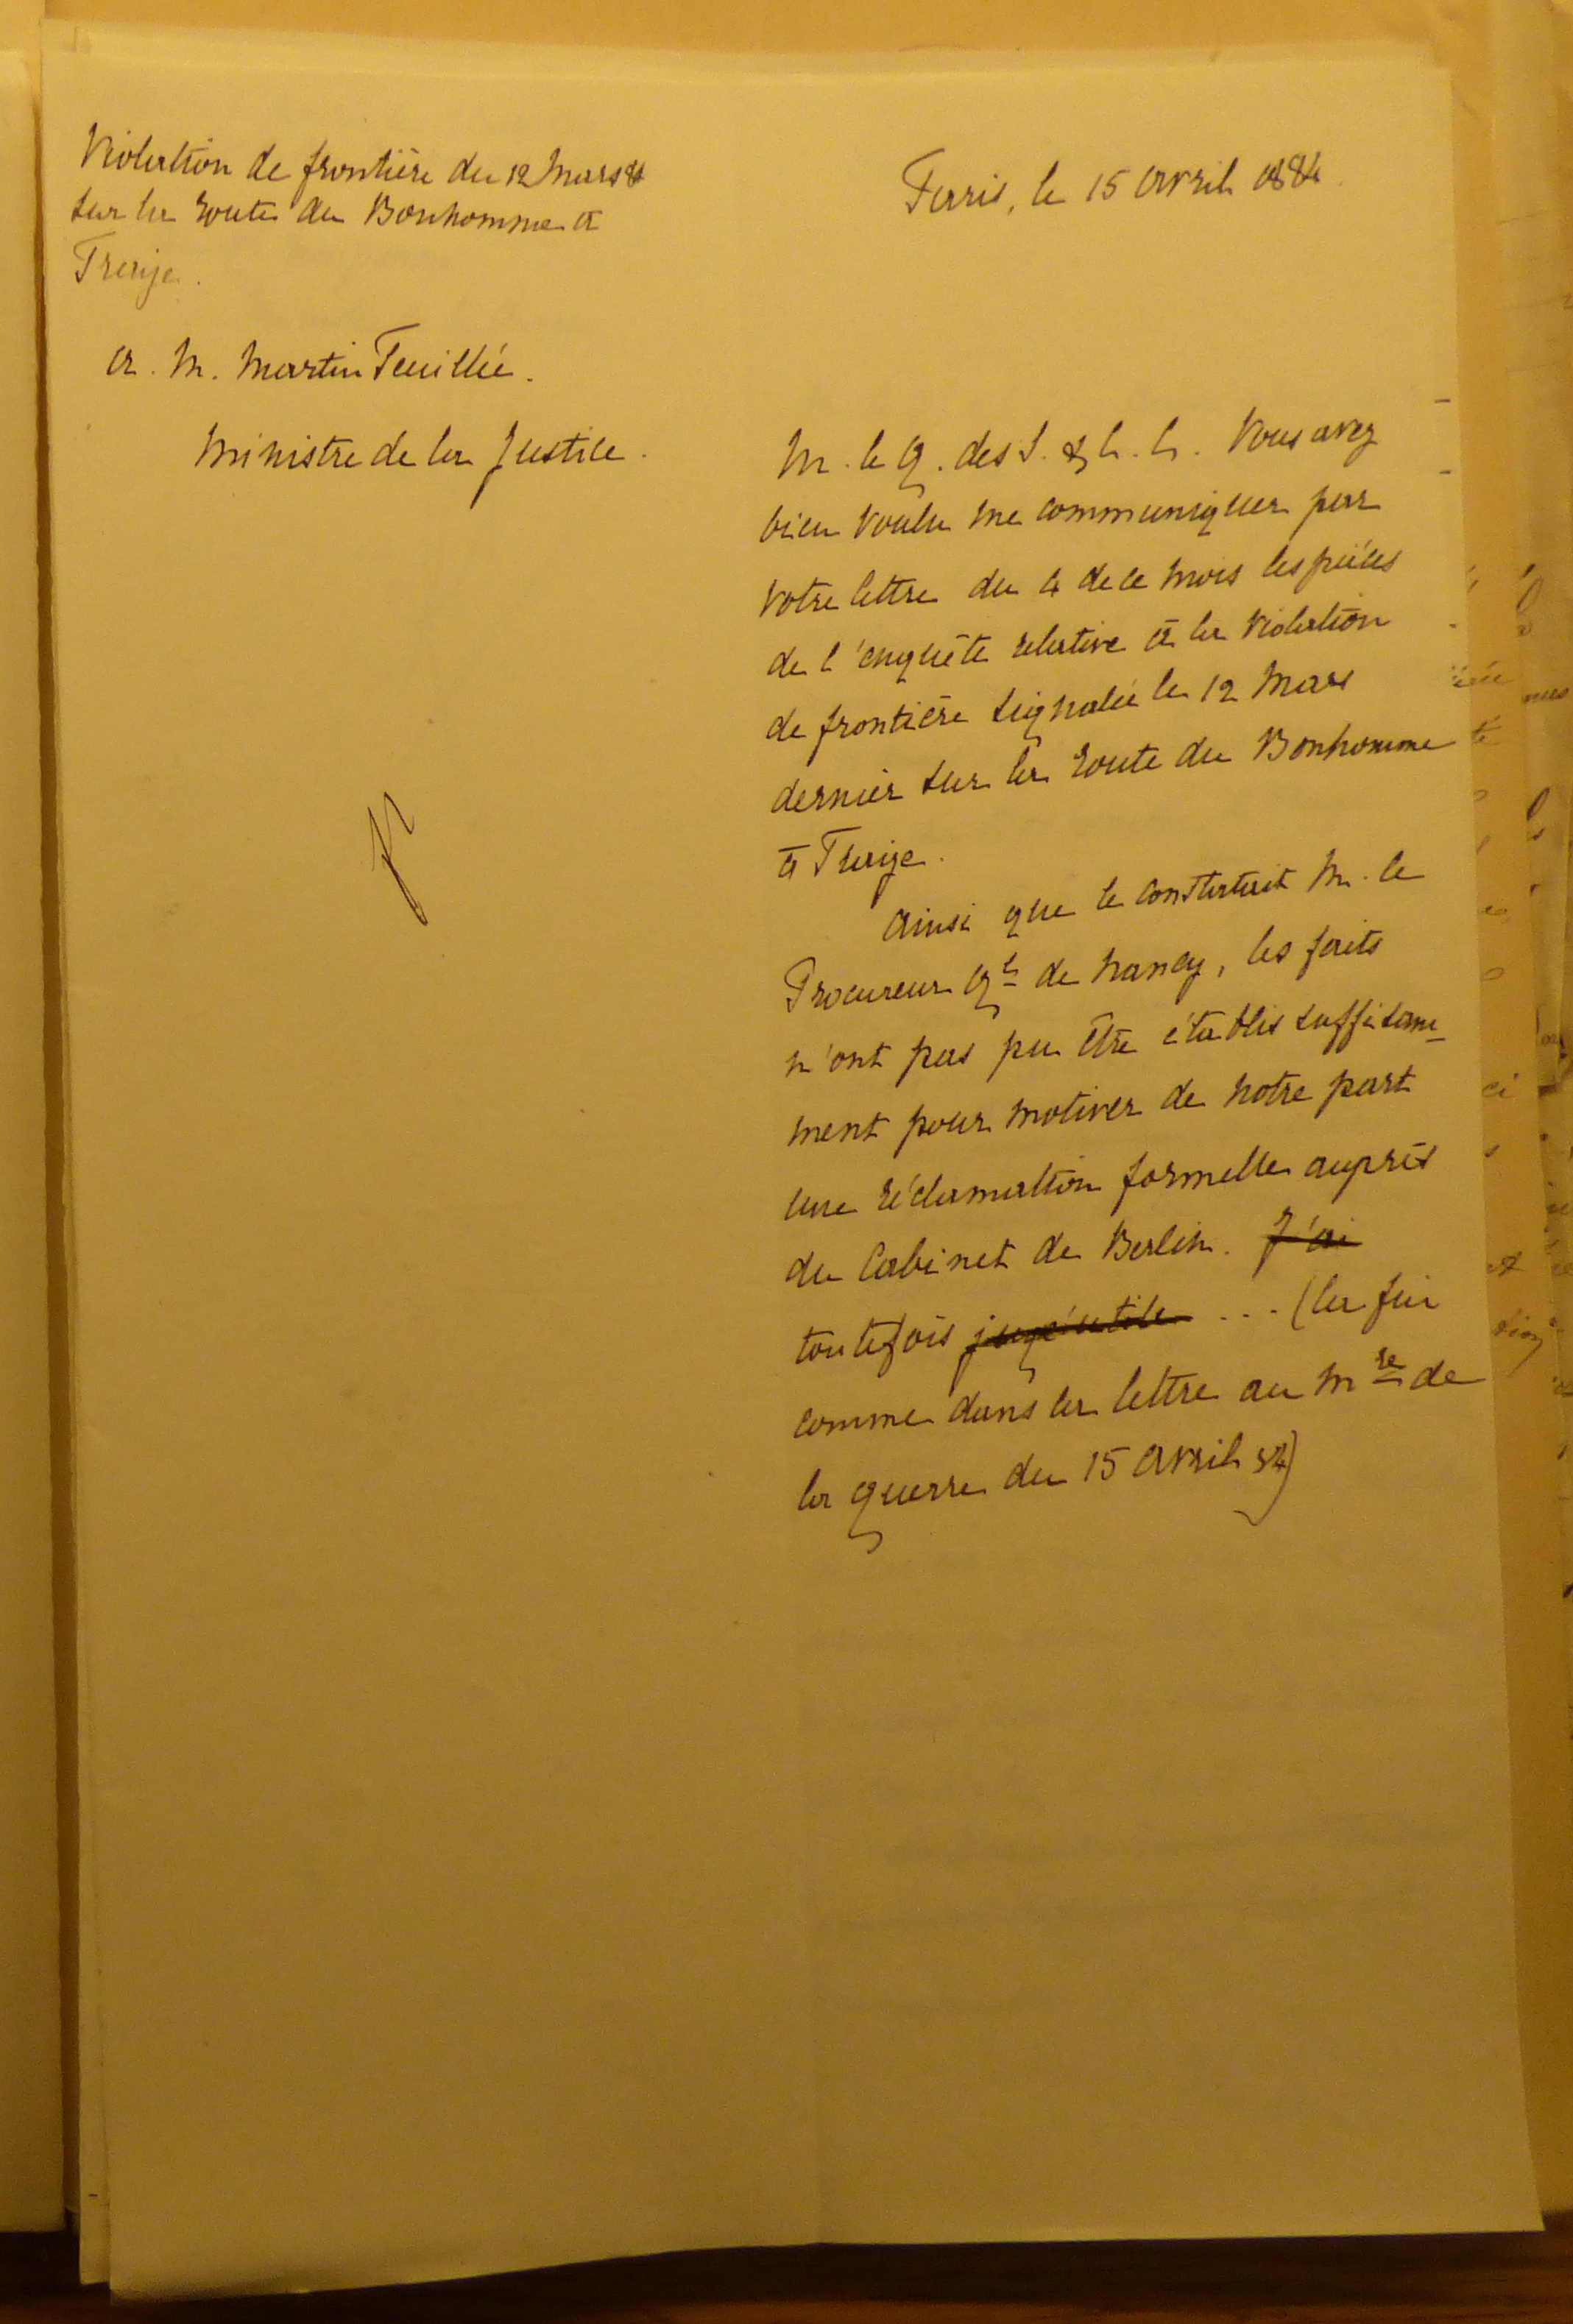 Violation de frontière du 12 Mars 84
sur la route du Bonhomme à
Fraize.
Paris, le 15 Avril 1884.
A. M. Martin Feuillée.
Ministre de la Justice.
M. le G. des S. & ch. C. Vous avez
bien voulu me communiquer par
votre lettre du 4 de ce mois les pièces
de l'enquête relative à la violation
de frontière signalée le 12 Mars
dernier sur la route du Bonhomme
à Fraize.
Ainsi que le constatait M. le
Procureur Gl de Nancy, les faits
n'ont pas pu être établis suffisam-
ment pour motiver de notre part
une réclamation formelle auprès
du Cabinet de Berlin. J'ai
toutefois jugé utile ... (la fin
comme dans la lettre au Mre de
la guerre du 15 Avril 84)